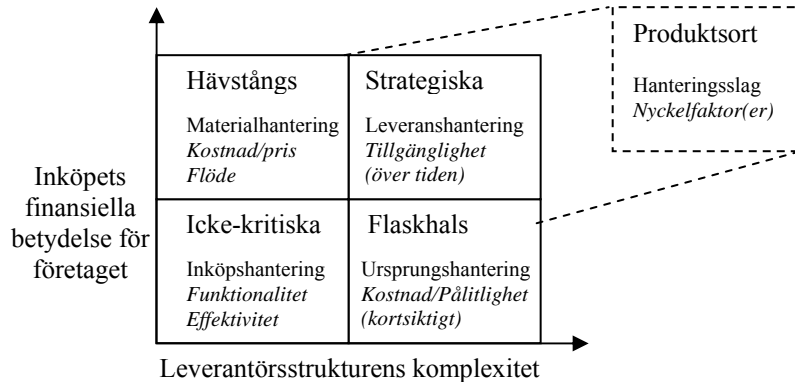 Produktsort
Hanteringsslag
Nyckelfaktor(er)
Hävstångs
Materialhantering
Kostnad/pris
Flöde
Strategiska
Leveranshantering
Tillgänglighet
(över tiden)
Inköpets
finansiella
betydelse för
företaget
Icke-kritiska
Inköpshantering
Funktionalitet
Effektivitet
Flaskhals
Ursprungshantering
Kostnad/Pålitlighet
(kortsiktigt)
Leverantörsstrukturens komplexitet